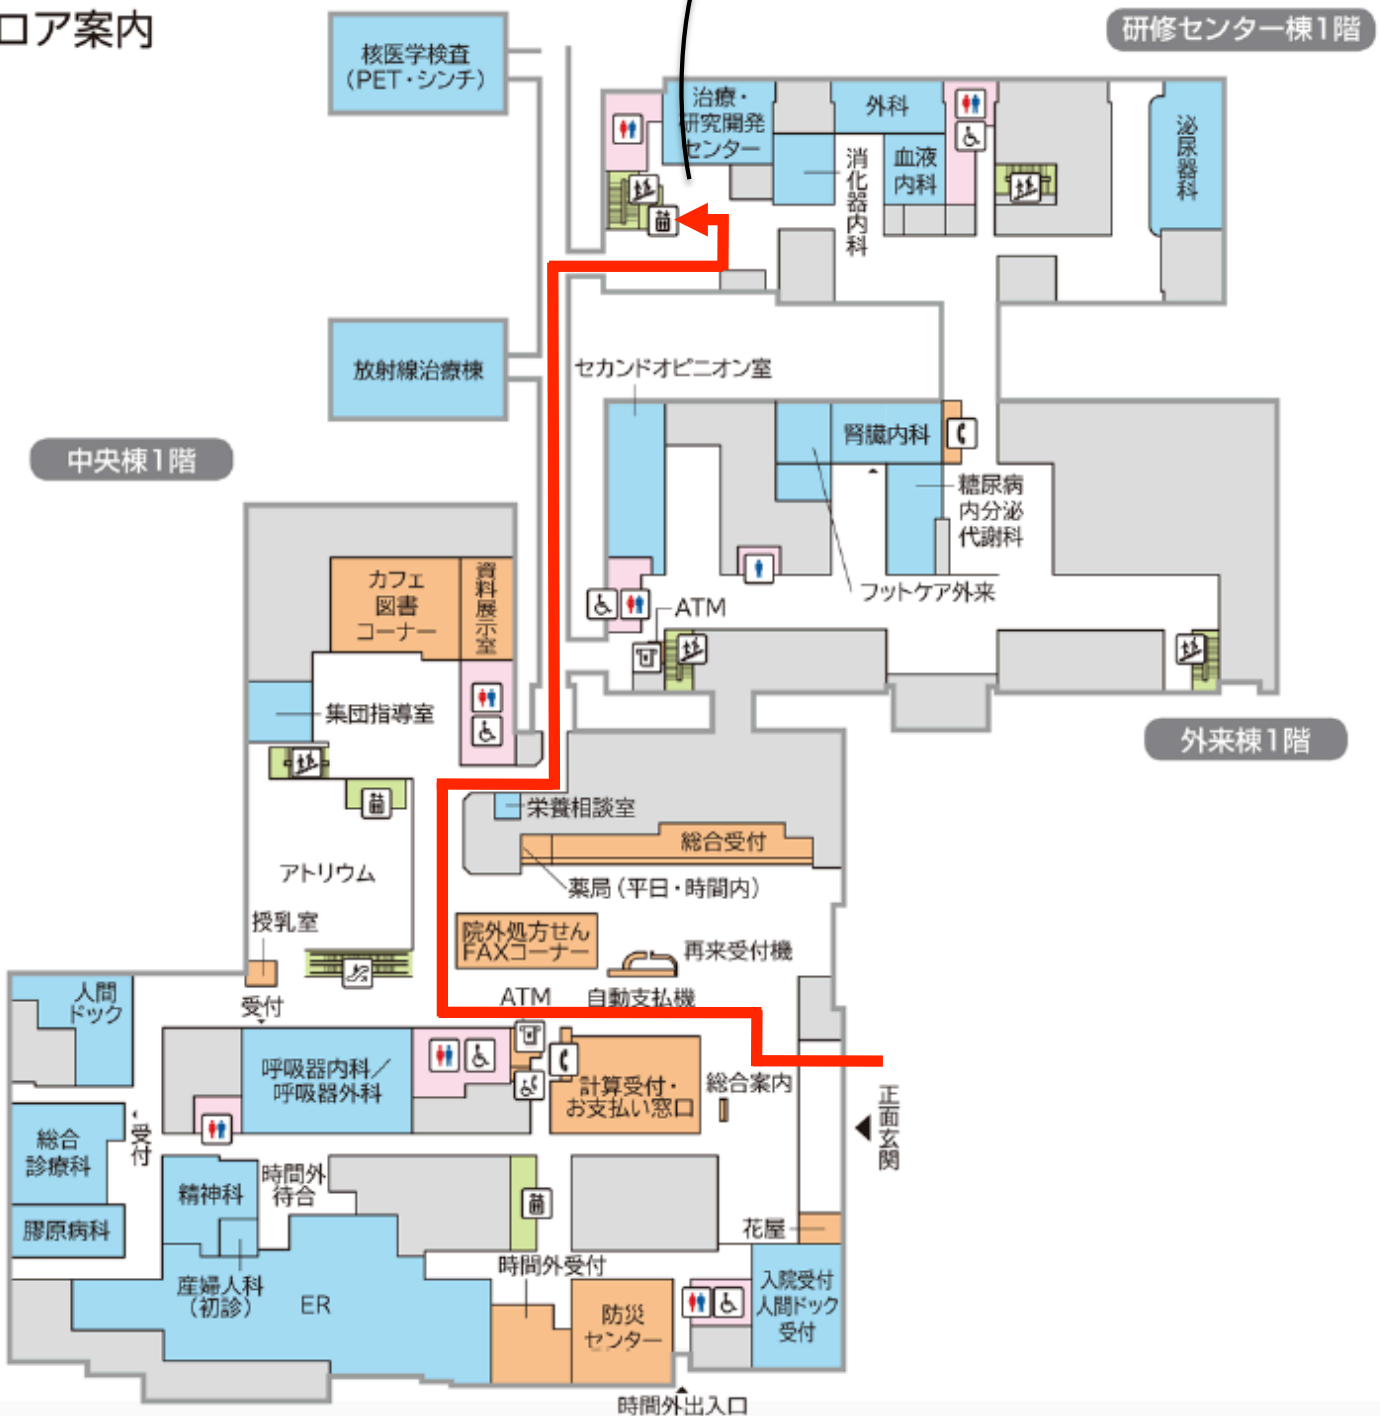 ロア案内
研修センター棟1階
核医学検査
（PET・シンチ）
治療・
研究開発
センター
外科
消化器内科
血液
内科
泌尿器科
放射線治療棟
セカンドオピニオン室
腎臓内科
糖尿病
内分泌
代謝科
フットケア外来
ATM
中央棟1階
外来棟1階
カフェ
図書
コーナー
資料展示室
集団指導室
アトリウム
授乳室
栄養相談室
総合受付
薬局（平日・時間内）
院外処方せん
FAXコーナー
再来受付機
自動支払機
ATM
人間
ドック
受付
呼吸器内科／
呼吸器外科
計算受付・
お支払い窓口
総合案内
正面玄関
総合
診療科
受付
膠原病科
精神科
時間外
待合
産婦人科
（初診）
ER
時間外受付
防災
センター
花屋
入院受付
人間ドック
受付
時間外出入口